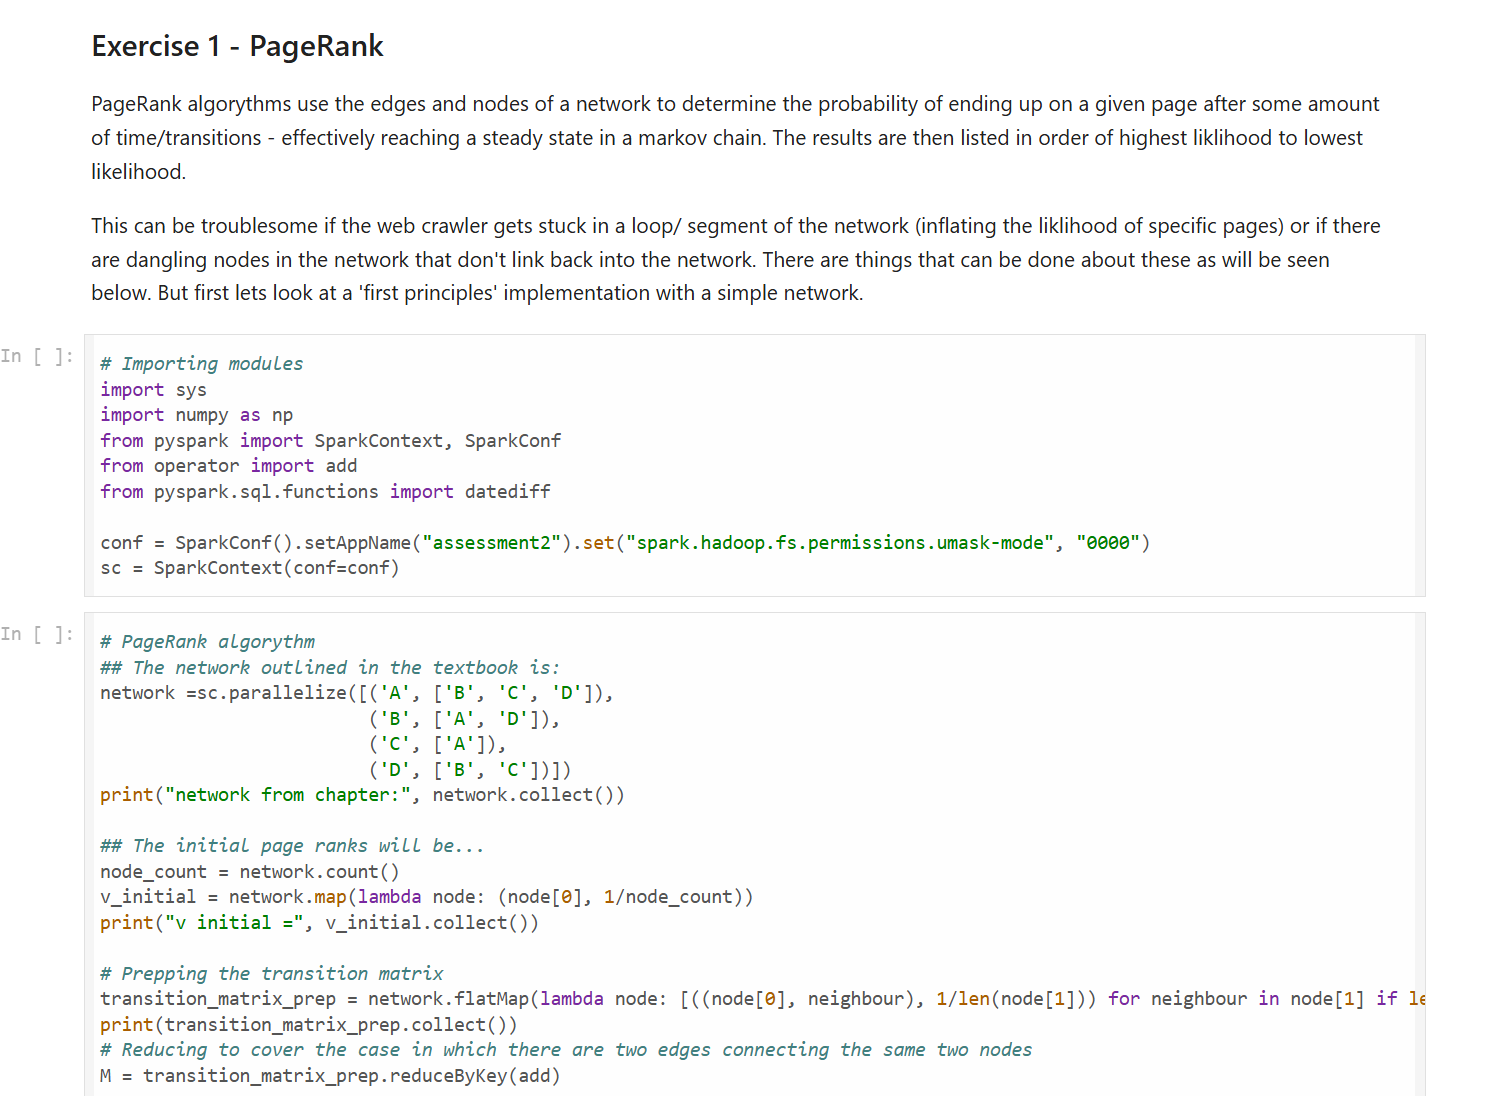 Exercise 1 - PageRank
PageRank algorythms use the edges and nodes of a network to determine the probability of ending up on a given page after some amount
of time/transitions - effectively reaching a steady state in a markov chain. The results are then listed in order of highest liklihood to lowest
likelihood.
This can be troublesome if the web crawler gets stuck in a loop/ segment of the network (inflating the liklihood of specific pages) or if there
are dangling nodes in the network that don't link back into the network. There are things that can be done about these as will be seen
below. But first lets look at a 'first principles' implementation with a simple network.
In [ ]:
# Importing modules
import sys
import numpy as np
from pyspark import SparkContext, SparkConf
from operator import add
from pyspark.sql.functions import datediff
conf = SparkConf().setAppName("assessment2").set("spark.hadoop.fs.permissions.umask-mode", "0000")
sc = SparkContext(conf=conf)
In [ ]:
# PageRank algorythm
## The network outlined in the textbook is:
network =sc.parallelize([('A', ['B', 'C', 'D']),
('B', ['A', 'D']),
('C', ['A']),
('D', ['B', 'C'])])
print("network from chapter:", network.collect())
## The initial page ranks will be...
node_count = network.count()
v_initial = network.map(lambda node: (node[0], 1/node_count))
print("v initial =", v_initial.collect())
# Prepping the transition matrix
transition_matrix_prep = network.flatMap(lambda node: [((node[0], neighbour), 1/len(node[1])) for neighbour in node[1] if le
print(transition_matrix_prep.collect())
# Reducing to cover the case in which there are two edges connecting the same two nodes
M = transition_matrix_prep.reduceByKey(add)